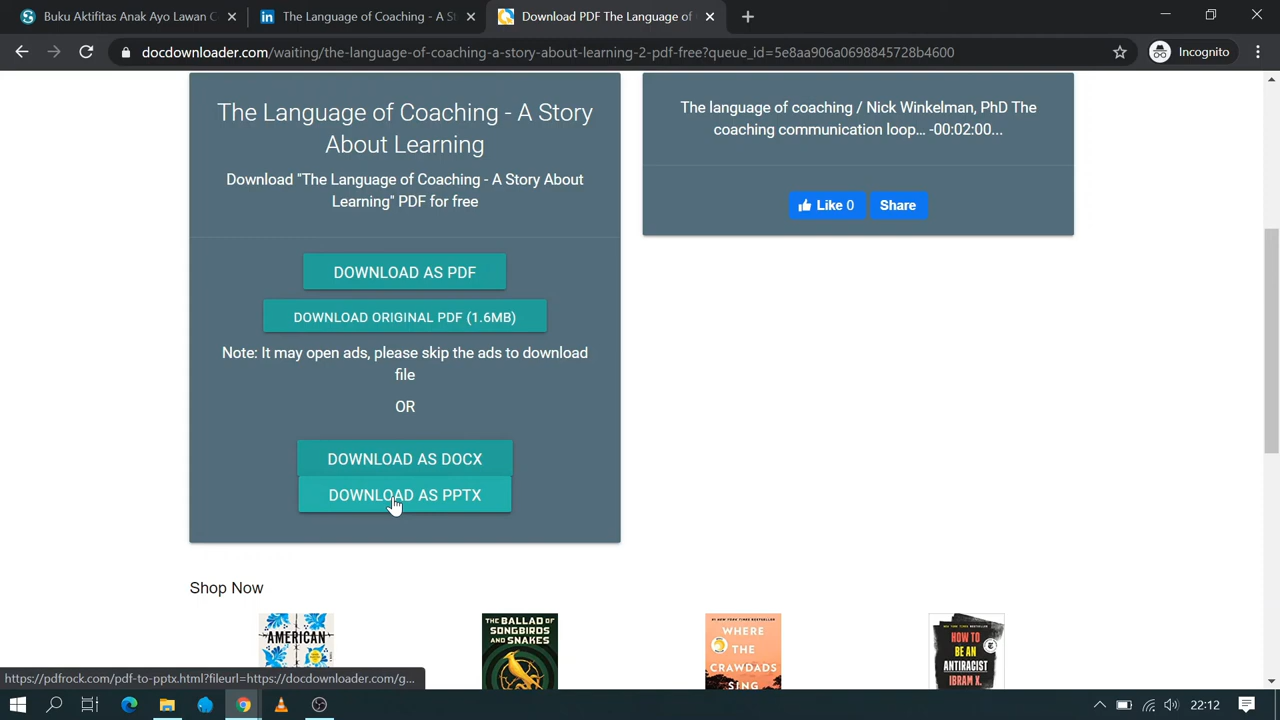 Buku Aktifitas Anak Ayo Lawan C
The Language of Coaching - A S
Download PDF The Language of
docdownloader.com/waiting/the-language-of-coaching-a-story-about-learning-2-pdf-free?queue_id=5e8aa906a0698845728b4600
Incognito
The Language of Coaching - A Story
About Learning
Download "The Language of Coaching - A Story About
Learning" PDF for free
DOWNLOAD AS PDF
DOWNLOAD ORIGINAL PDF (1.6MB)
Note: It may open ads, please skip the ads to download
file
OR
DOWNLOAD AS DOCX
DOWNLOAD AS PPTX
The language of coaching / Nick Winkelman, PhD The
coaching communication loop... -00:02:00...
Like 0
Share
Shop Now
AMERICAN
THE BALLAD OF
SONGBIRDS
AND SNAKES
#1 NEW YORK TIMES BESTSELLER
WHERE
THE
CRAWDADS
SING
HOW TO
BE AN
ANTIRACIST
IBRAM X.
https://pdfrock.com/pdf-to-pptx.html?fileurl=https://docdownloader.com/g...
22:12